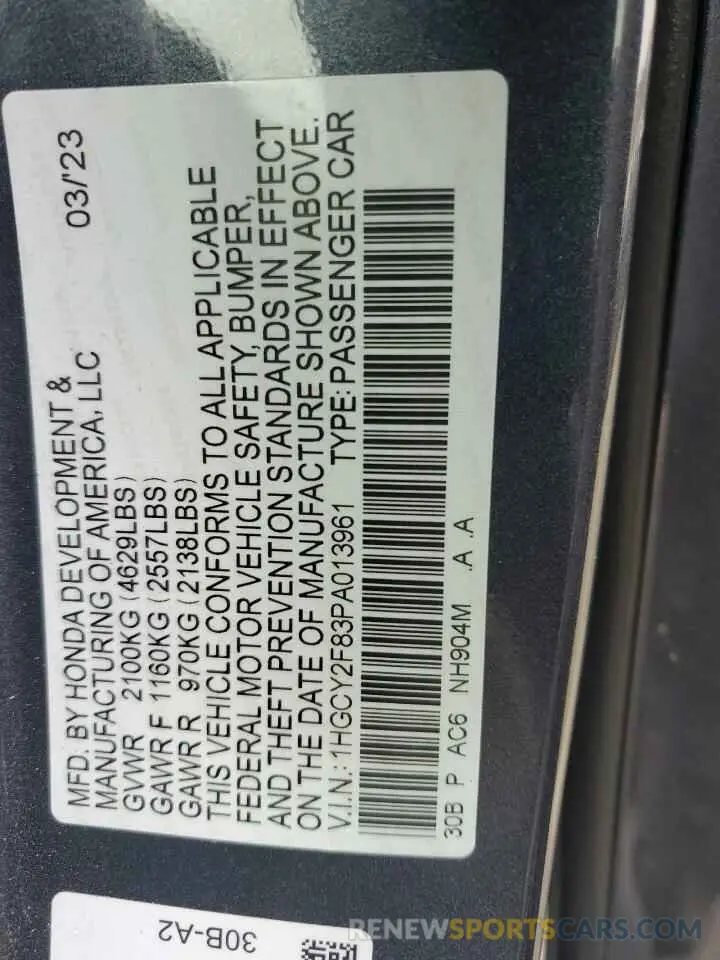 MFD. BY HONDA DEVELOPMENT &
MANUFACTURING OF AMERICA, LLC 03/'23
GVWR 2100KG (4629LBS)
GAWR F 1160KG (2557LBS)
GAWR R 970KG (2138LBS)
THIS VEHICLE CONFORMS TO ALL APPLICABLE
FEDERAL MOTOR VEHICLE SAFETY, BUMPER,
AND THEFT PREVENTION STANDARDS IN EFFECT
ON THE DATE OF MANUFACTURE SHOWN ABOVE.
V.I.N.: 1HGCY2F83PA013961 TYPE: PASSENGER CAR
30B P AC6 NH904M .A .A
30B-A2
RENEWSPORTSCARS.COM